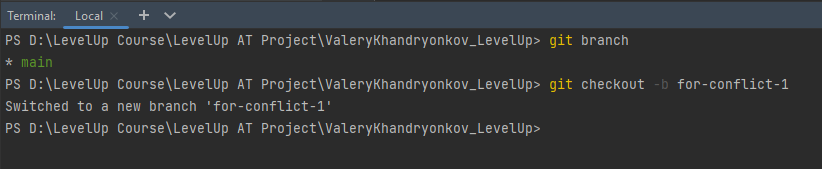 Terminal: Local × + ∨
PS D:\LevelUp Course\LevelUp AT Project\ValeryKhandryonkov_LevelUp> git branch
* main
PS D:\LevelUp Course\LevelUp AT Project\ValeryKhandryonkov_LevelUp> git checkout -b for-conflict-1
Switched to a new branch 'for-conflict-1'
PS D:\LevelUp Course\LevelUp AT Project\ValeryKhandryonkov_LevelUp>